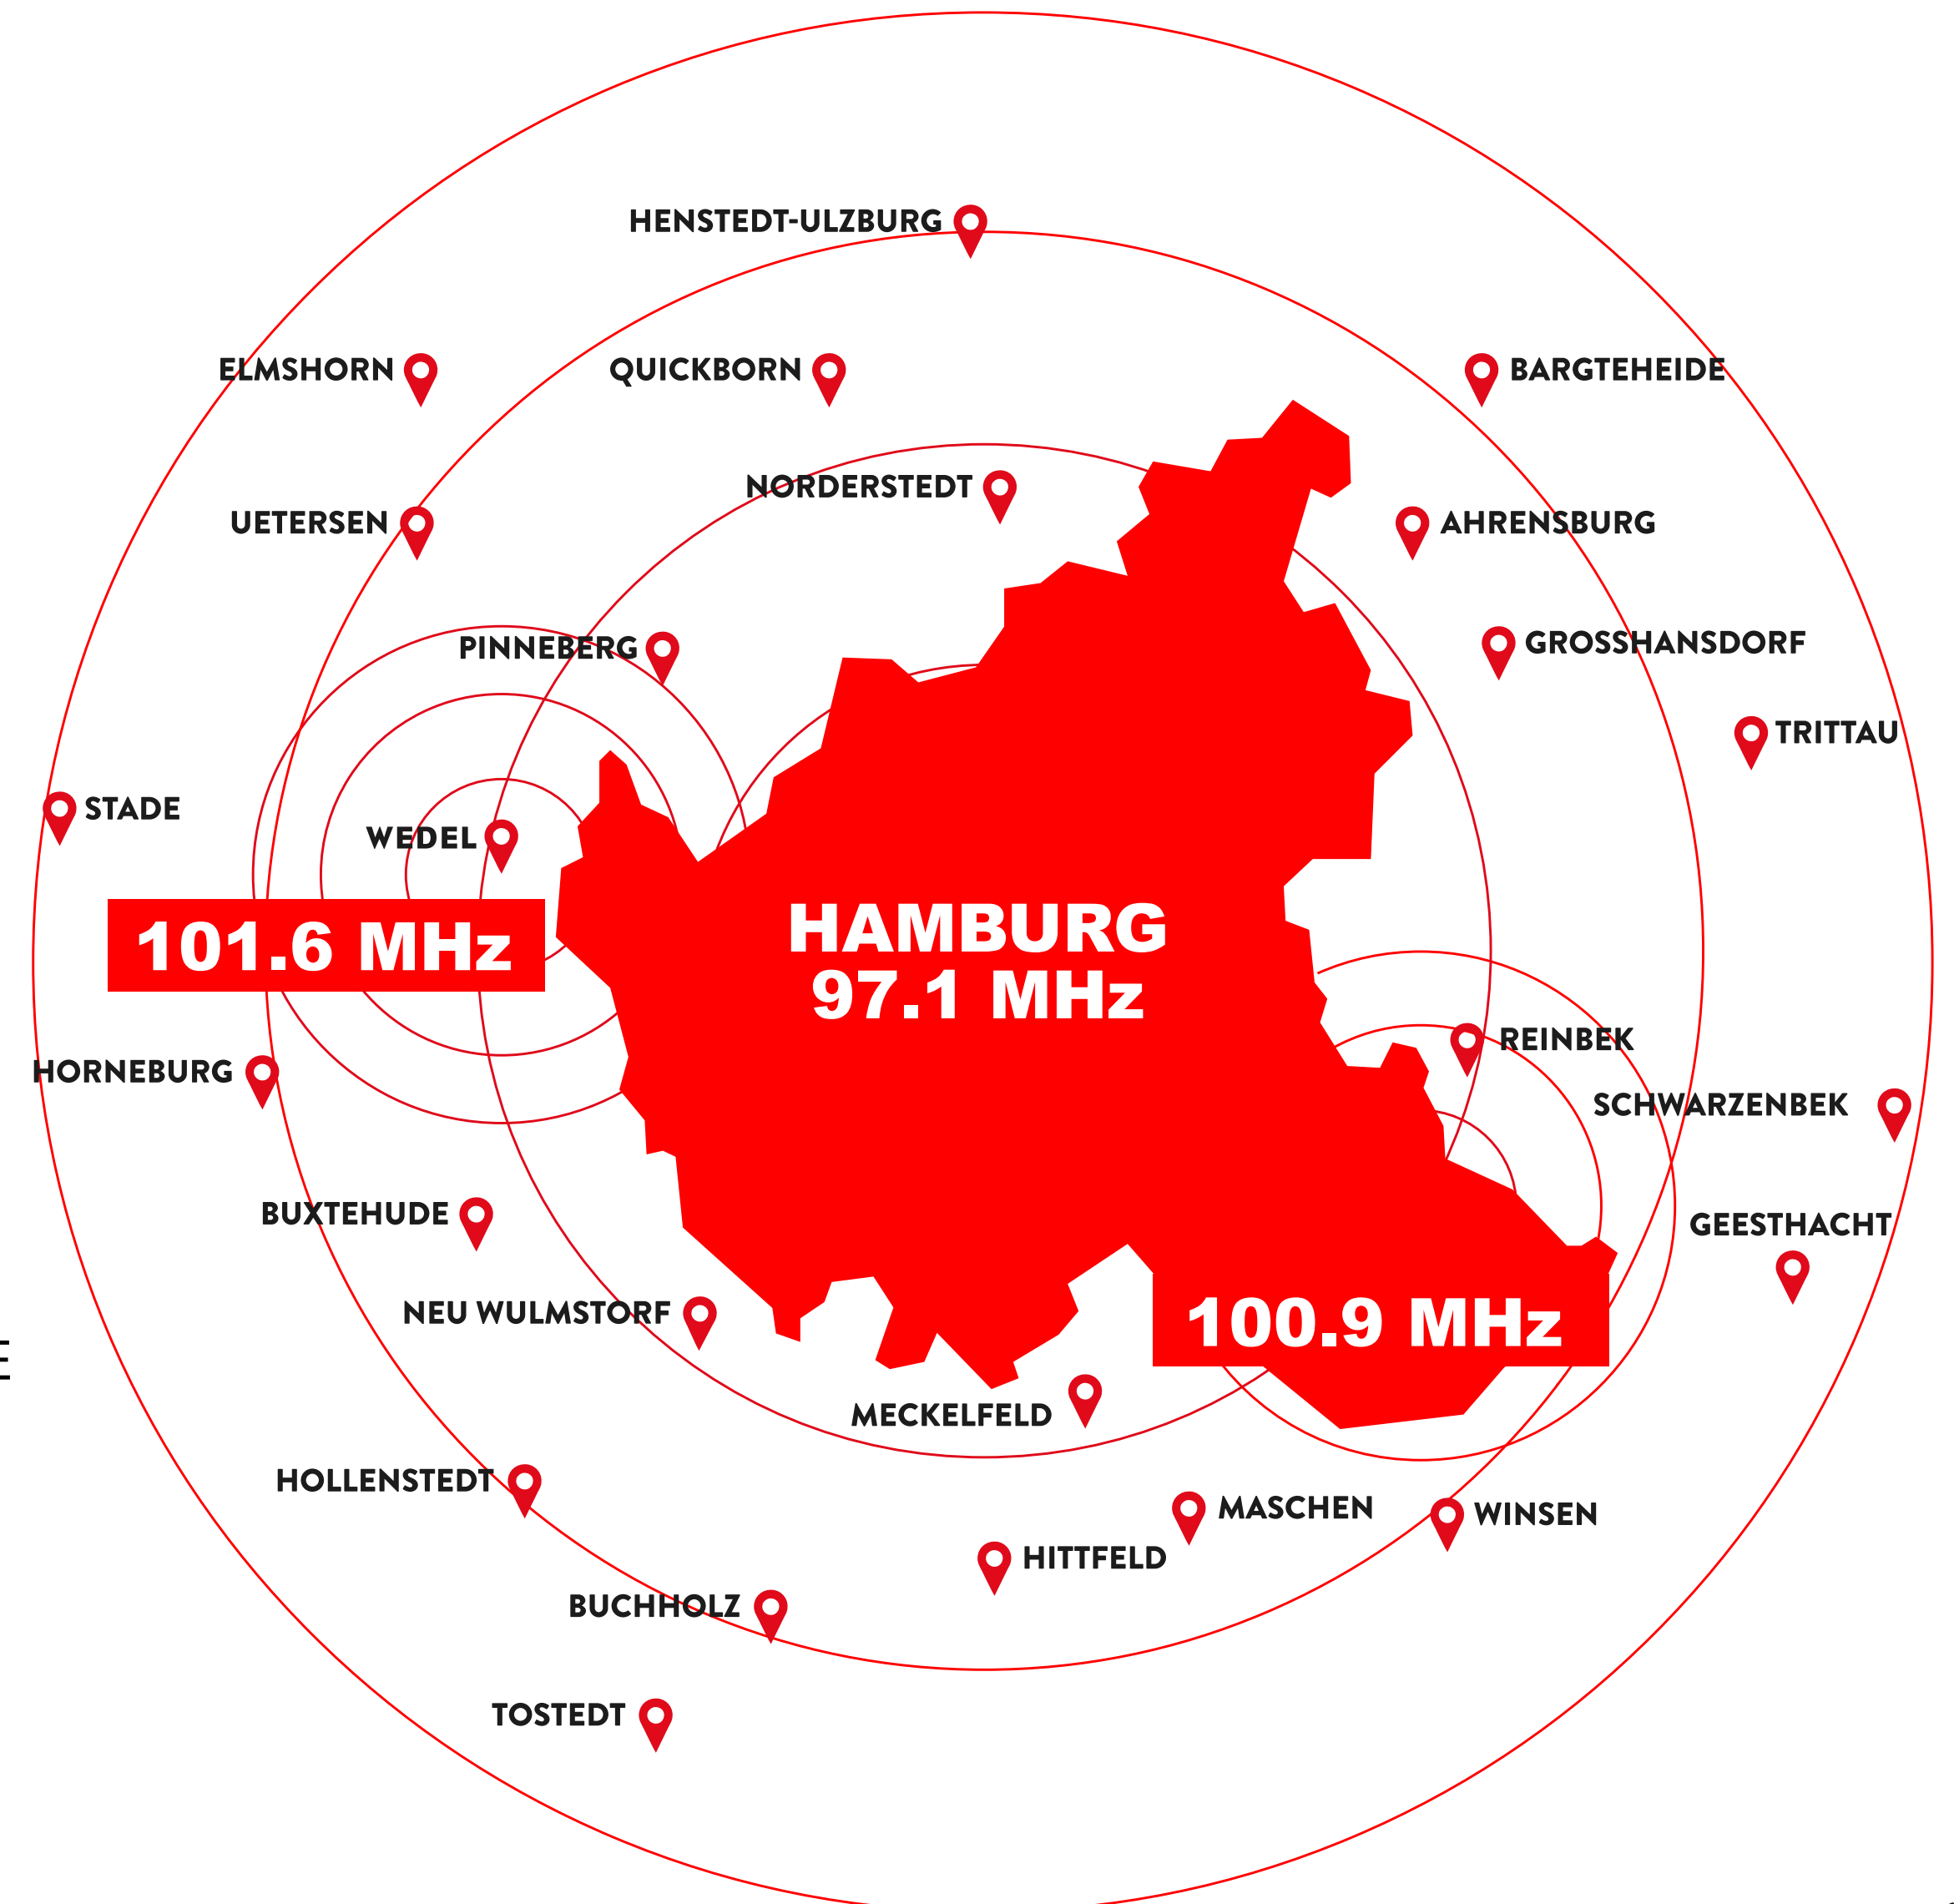 HENSTEDT-ULZBURG
ELMSHORN
QUICKBORN
BARGTEHEIDE
NORDERSTEDT
UETERSEN
AHRENSBURG
PINNEBERG
GROSSHANSDORF
TRITTAU
STADE
WEDEL
101.6 MHz
HAMBURG
97.1 MHz
REINBEK
HORNEBURG
SCHWARZENBEK
BUXTEHUDE
GEESTHACHT
NEU WULMSTORF
100.9 MHz
MECKELFELD
HOLLENSTEDT
MASCHEN
WINSEN
HITTFELD
BUCHHOLZ
TOSTEDT